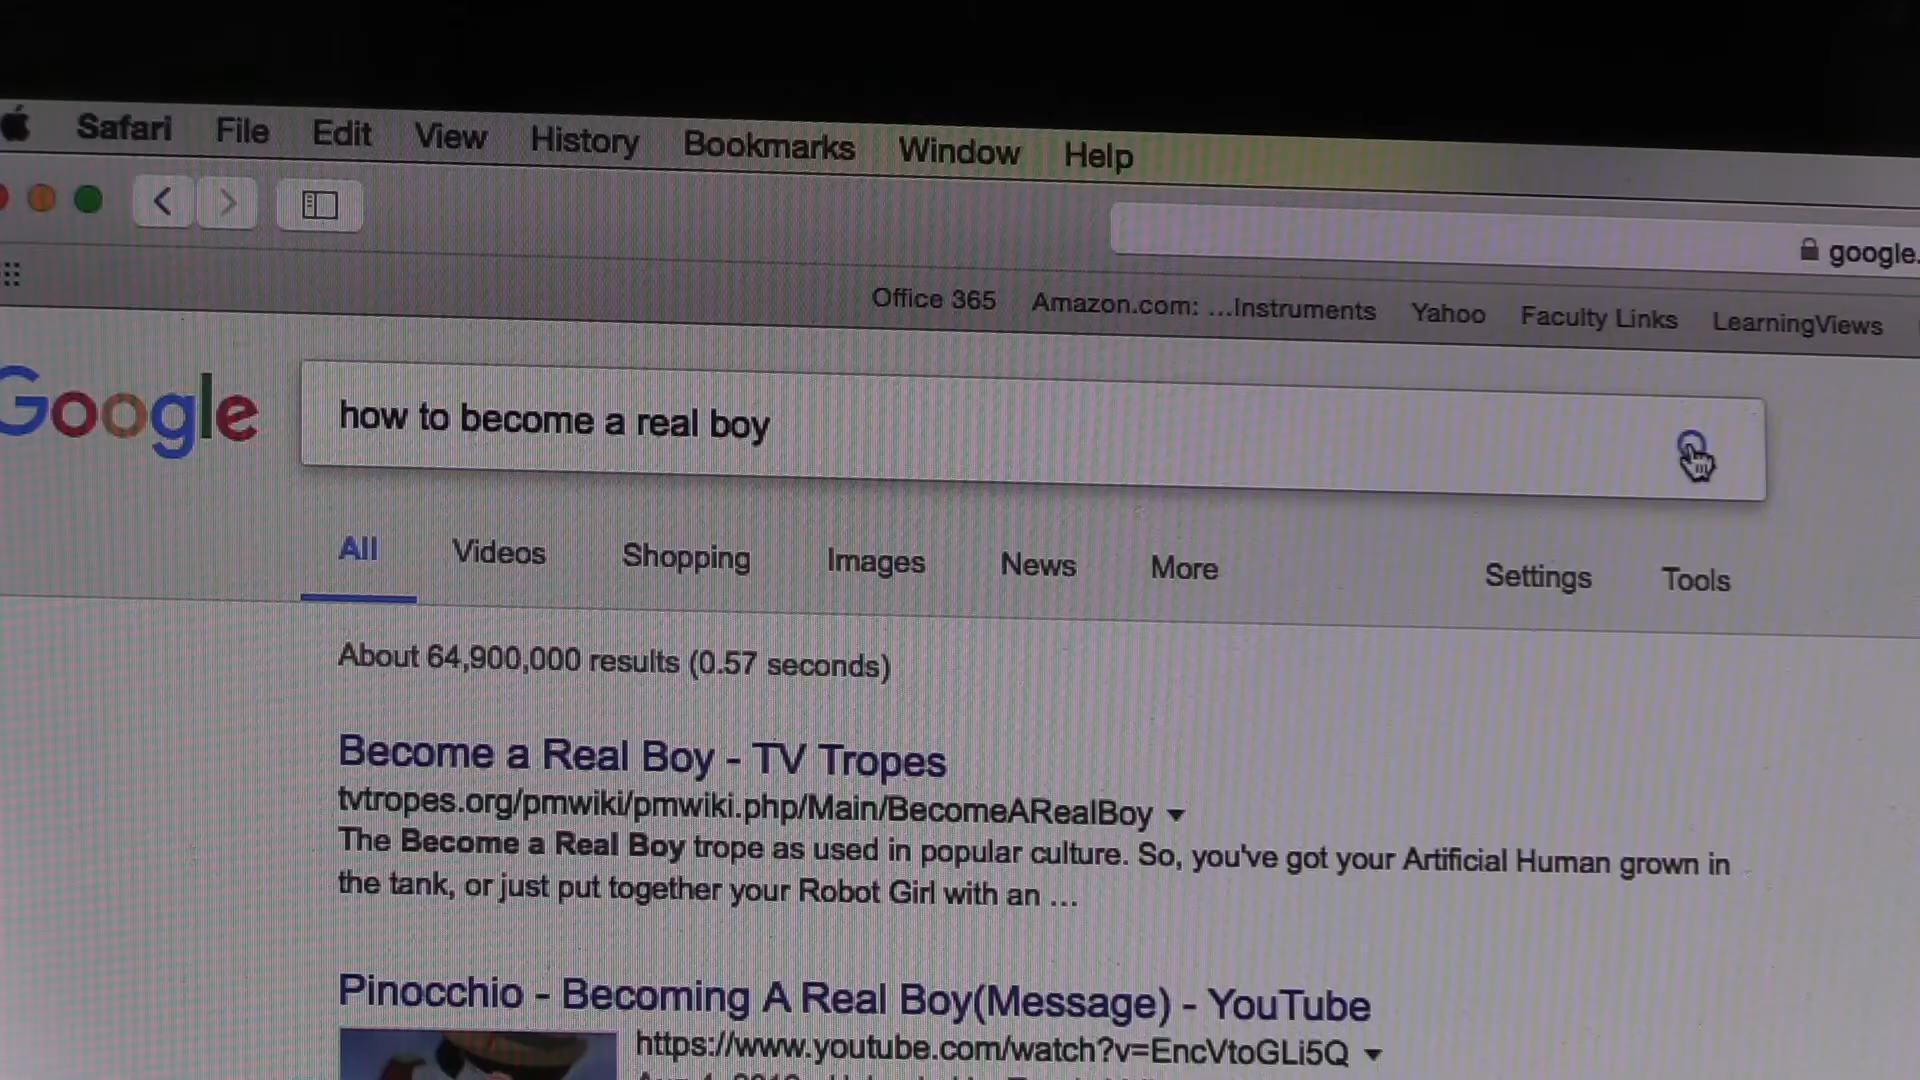 Safari File Edit View History Bookmarks Window Help
google.
Office 365 Amazon.com: ...Instruments Yahoo Faculty Links LearningViews
Google how to become a real boy
All Videos Shopping Images News More Settings Tools
About 64,900,000 results (0.57 seconds)
Become a Real Boy - TV Tropes
tvtropes.org/pmwiki/pmwiki.php/Main/BecomeARealBoy
The Become a Real Boy trope as used in popular culture. So, you've got your Artificial Human grown in
the tank, or just put together your Robot Girl with an ...
Pinocchio - Becoming A Real Boy(Message) - YouTube
https://www.youtube.com/watch?v=EncVtoGLi5Q